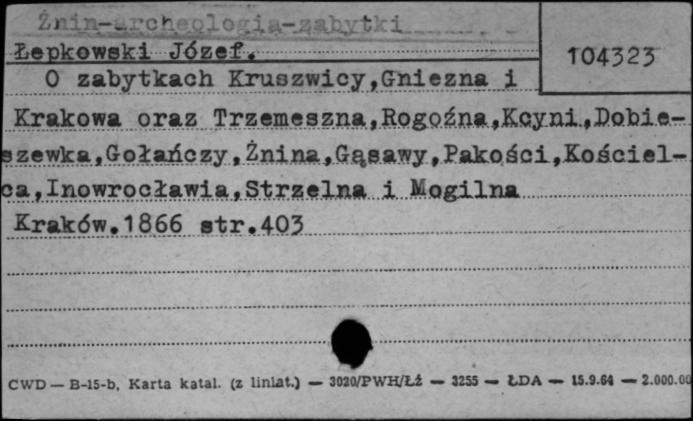 Żnin-archeologia-zabytki
Łepkowski Józef.
104323
O zabytkach Kruszwicy,Gniezna i
Krakowa oraz Trzemeszna,Rogoźna,Kcyni,Dobie-
szewka,Gołańczy,Żnina,Gąsawy,Pakości,Kościel-
ca,Inowrocławia,Strzelna i Mogilna
Kraków.1866 str.403
CWD — B-15-b, Karta katal. (z liniat.) — 3020/PWH/Łź — 3255 — ŁDA — 15.9.64 — 2.000.00